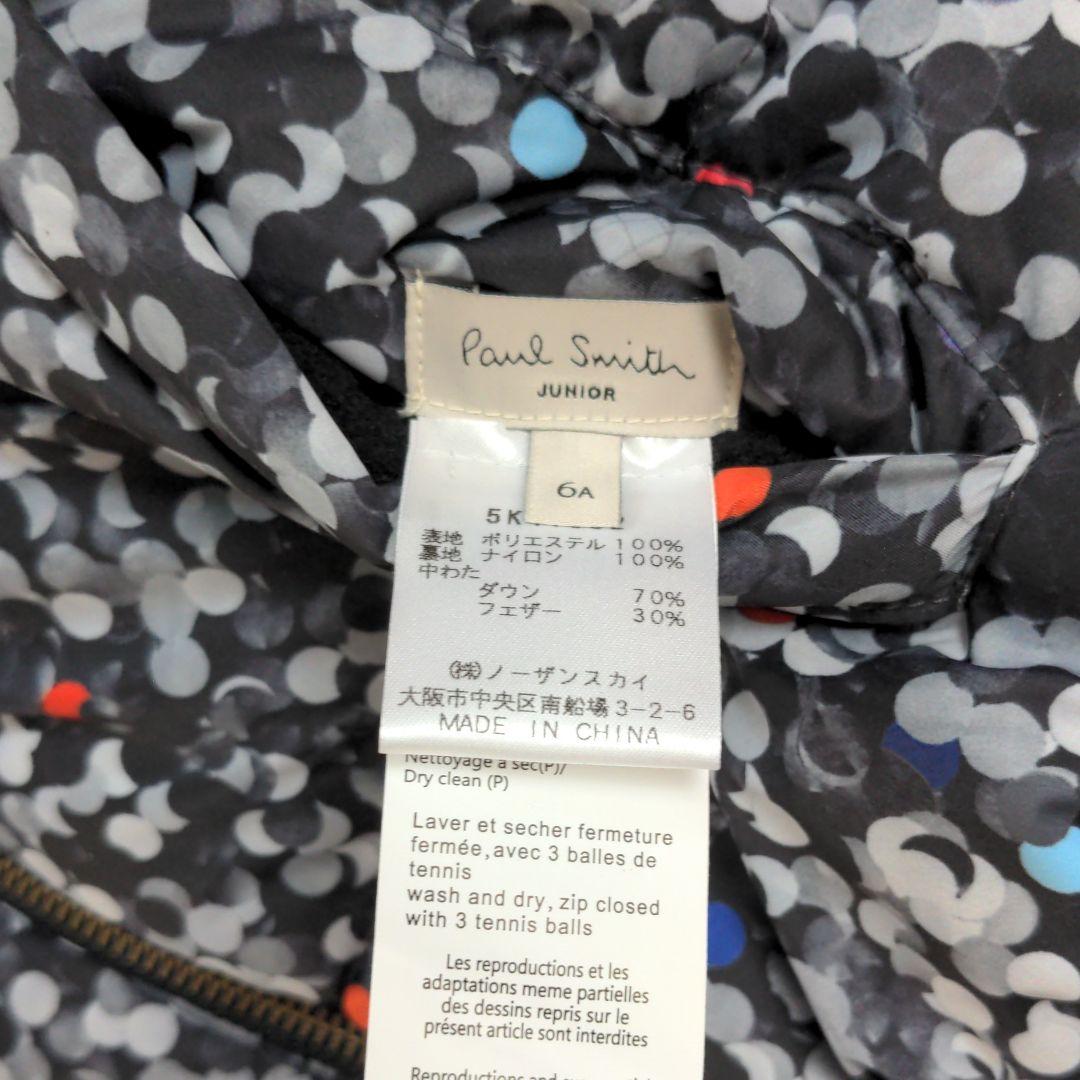 Paul Smith
JUNIOR
6A
5K
表地 ポリエステル 100%
裏地 ナイロン 100%
中わた
ダウン 70%
フェザー 30%
(株)ノーザンスカイ
大阪市中央区南船場3-2-6
MADE IN CHINA
Nettoyage a sec(P)/
Dry clean (P)
Laver et secher fermeture
fermée,avec 3 balles de
tennis
wash and dry, zip closed
with 3 tennis balls
Les reproductions et les
adaptations meme partielles
des dessins repris sur le
présent article sont interdites
Reproductions and